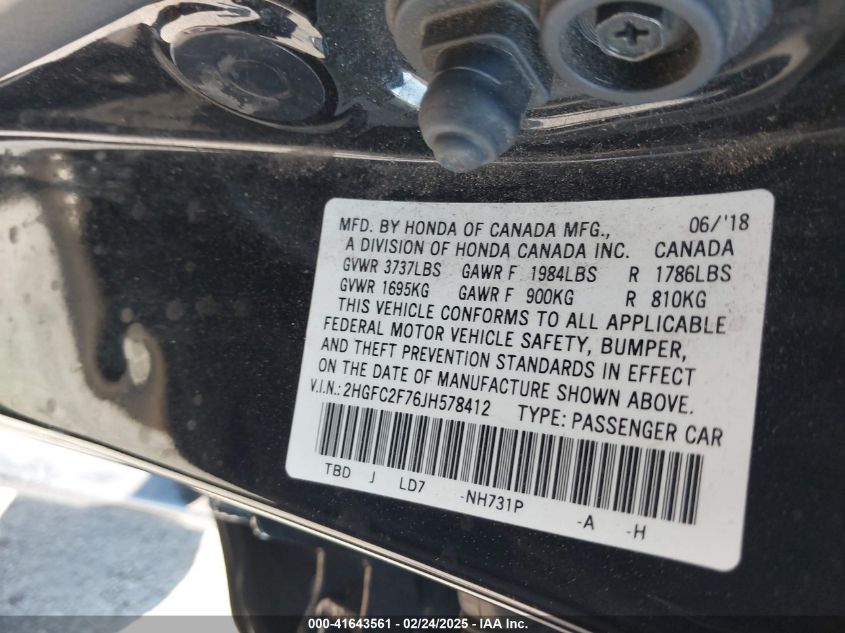 MFD. BY HONDA OF CANADA MFG., 06/'18
A DIVISION OF HONDA CANADA INC. CANADA
GVWR 3737LBS GAWR F 1984LBS R 1786LBS
GVWR 1695KG GAWR F 900KG R 810KG
THIS VEHICLE CONFORMS TO ALL APPLICABLE
FEDERAL MOTOR VEHICLE SAFETY, BUMPER,
AND THEFT PREVENTION STANDARDS IN EFFECT
ON THE DATE OF MANUFACTURE SHOWN ABOVE.
V.I.N.: 2HGFC2F76JH578412 TYPE: PASSENGER CAR
TBD J LD7 -NH731P -A -H
000-41643561 - 02/24/2025 - IAA, Inc.